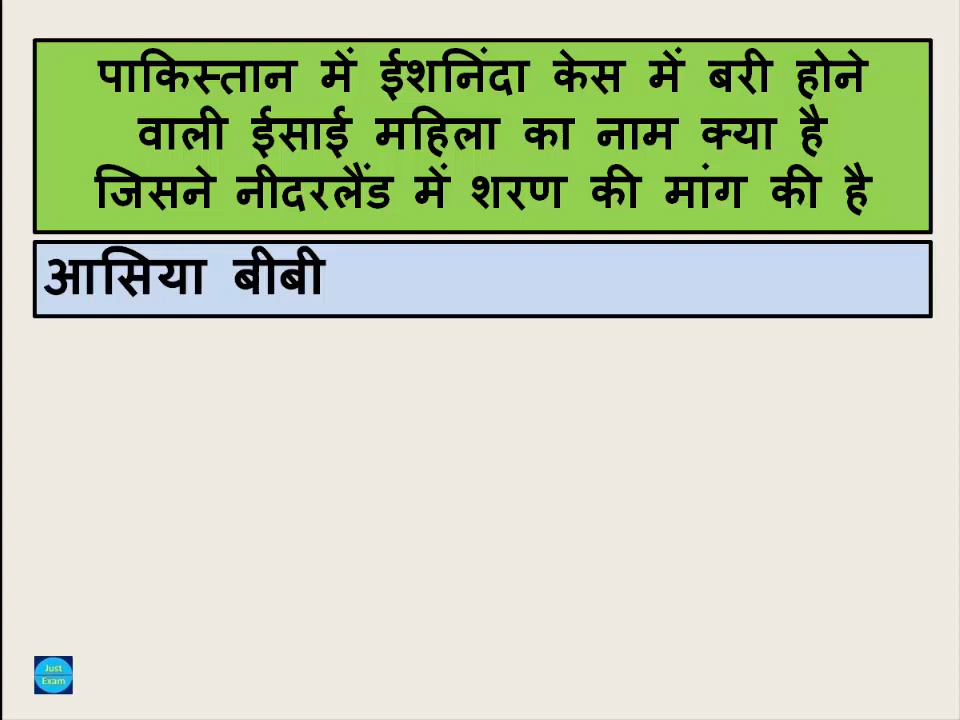 पाकिस्तान में ईशनिंदा केस में बरी होने
वाली ईसाई महिला का नाम क्या है
जिसने नीदरलैंड में शरण की मांग की है
आसिया बीबी
Just
Exam